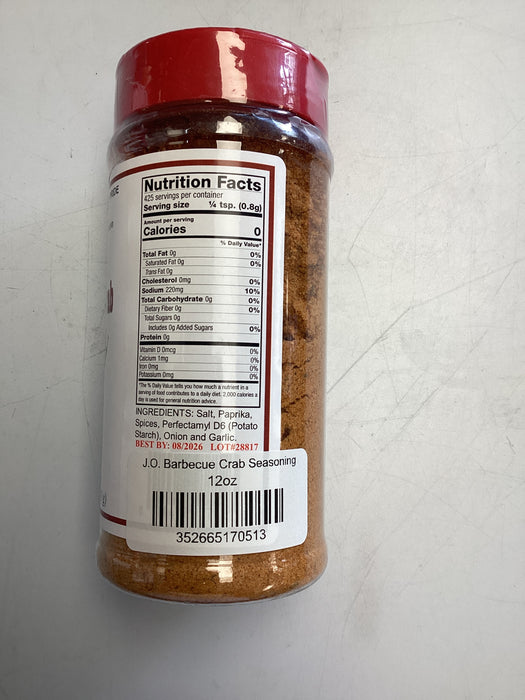 Nutrition Facts
425 servings per container
Serving size ¼ tsp. (0.8g)
Amount per serving
Calories 0
% Daily Value*
Total Fat 0g 0%
Saturated Fat 0g 0%
Trans Fat 0g
Cholesterol 0mg 0%
Sodium 220mg 10%
Total Carbohydrate 0g 0%
Dietary Fiber 0g 0%
Total Sugars 0g
Includes 0g Added Sugars 0%
Protein 0g
Vitamin D 0mcg 0%
Calcium 1mg 0%
Iron 0mg 0%
Potassium 0mg 0%
*The % Daily Value tells you how much a nutrient in a
serving of food contributes to a daily diet. 2,000 calories a
day is used for general nutrition advice.
INGREDIENTS: Salt, Paprika,
Spices, Perfectamyl D6 (Potato
Starch), Onion and Garlic.
BEST BY: 08/2026 LOT#28817
J.O. Barbecue Crab Seasoning
12oz
352665170513